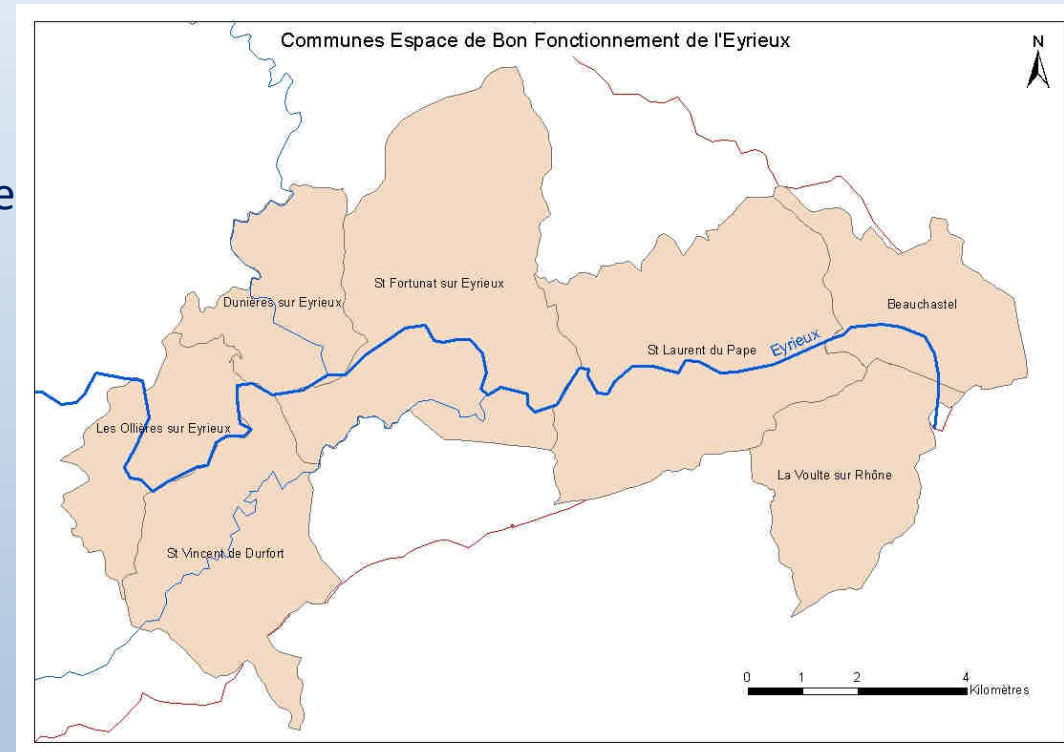 Communes Espace de Bon Fonctionnement de l'Eyrieux
N
e
St Fortunat sur Eyrieux
Dunières sur Eyrieux
Beauchastel
Eyrieux
St Laurent du Pape
Les Ollières sur Eyrieux
La Voulte sur Rhône
St Vincent de Durfort
0 1 2 4
Kilomètres